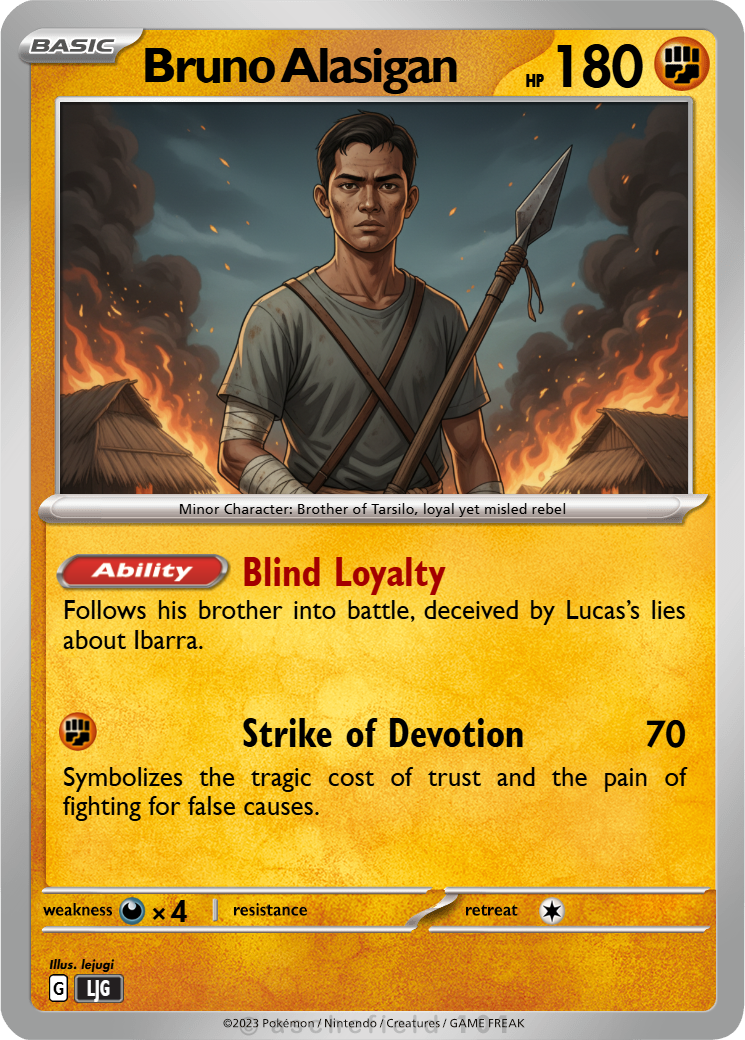 BASIC
Bruno Alasigan HP 180
Minor Character: Brother of Tarsilo, loyal yet misled rebel
Ability Blind Loyalty
Follows his brother into battle, deceived by Lucas's lies
about Ibarra.
Strike of Devotion 70
Symbolizes the tragic cost of trust and the pain of
fighting for false causes.
weakness ×4 resistance retreat
Illus. lejugi
G LJG
©2023 Pokémon / Nintendo / Creatures / GAME FREAK